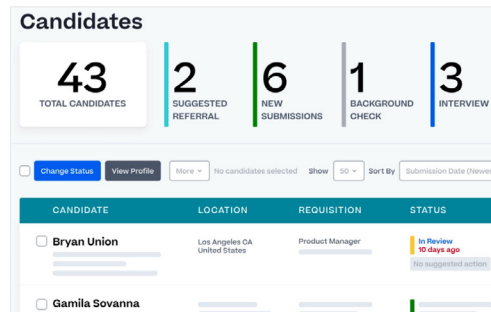 Candidates
43
TOTAL CANDIDATES
2
SUGGESTED
REFERRAL
6
NEW
SUBMISSIONS
1
BACKGROUND
CHECK
3
INTERVIEW
Change Status View Profile More No candidates selected Show 50 Sort By Submission Date (Newe
CANDIDATE LOCATION REQUISITION STATUS
Bryan Union
Los Angeles CA
United States
Product Manager
In Review
10 days ago
No suggested action
Gamila Sovanna